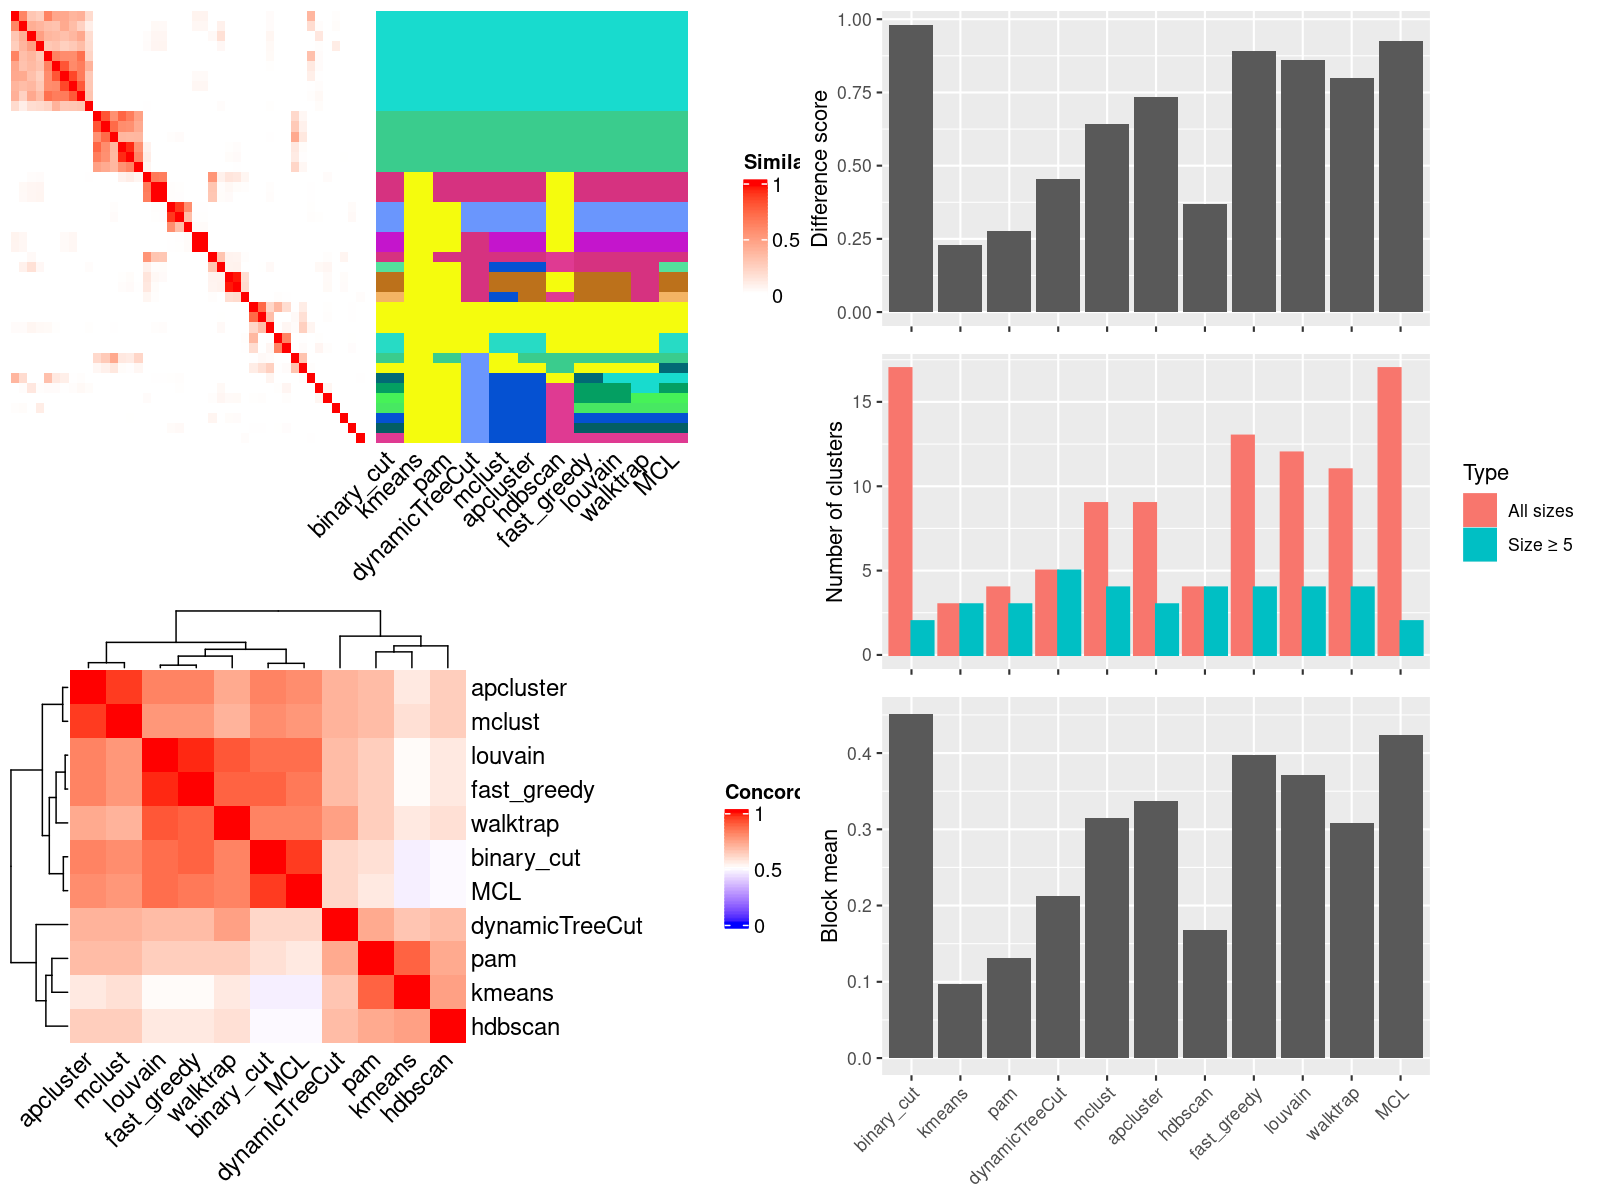 Simila
1
0.5
0
binary_cut
kmeans
pam
dynamicTreeCut
mclust
apcluster
hdbscan
fast_greedy
louvain
walktrap
MCL
apcluster
mclust
louvain
fast_greedy
walktrap
binary_cut
MCL
dynamicTreeCut
pam
kmeans
hdbscan
Concord
1
0.5
0
apcluster
mclust
louvain
fast_greedy
walktrap
binary_cut
MCL
dynamicTreeCut
pam
kmeans
hdbscan
Difference score
1.00
0.75
0.50
0.25
0.00
Number of clusters
15
10
5
0
Type
All sizes
Size ≥ 5
Block mean
0.4
0.3
0.2
0.1
0.0
binary_cut
kmeans
pam
dynamicTreeCut
mclust
apcluster
hdbscan
fast_greedy
louvain
walktrap
MCL